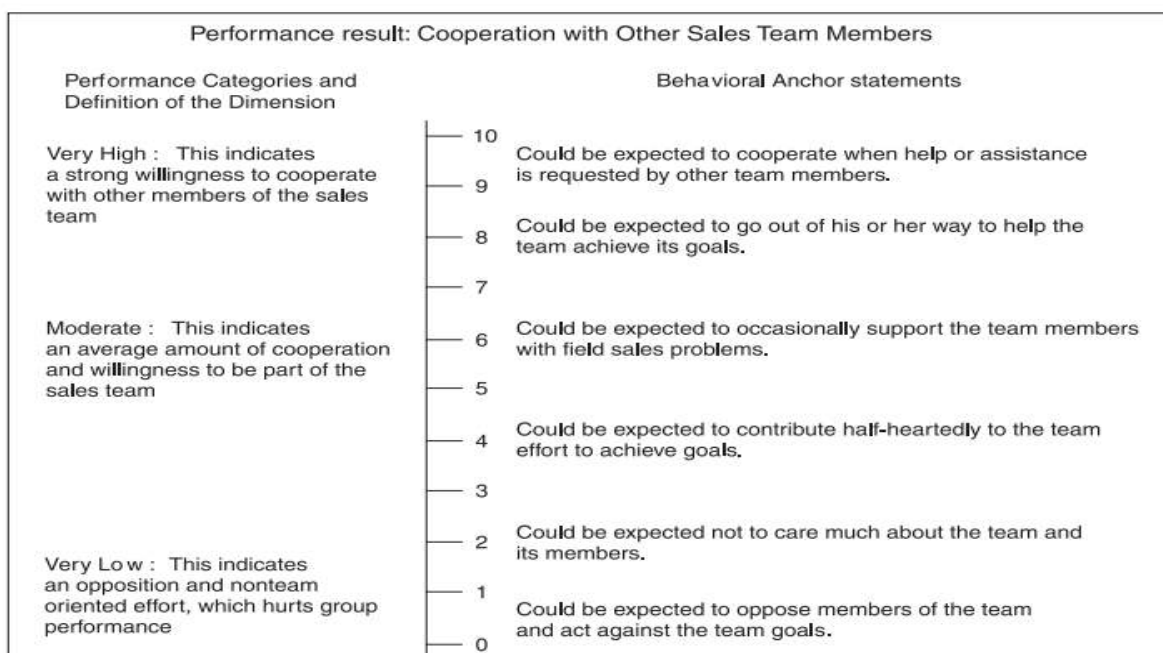 Performance result: Cooperation with Other Sales Team Members
Performance Categories and
Definition of the Dimension
Behavioral Anchor statements
Very High : This indicates
a strong willingness to cooperate
with other members of the sales
team
Moderate : This indicates
an average amount of cooperation
and willingness to be part of the
sales team
Very Low : This indicates
an opposition and nonteam
oriented effort, which hurts group
performance
10
9
8
7
6
5
4
3
2
1
0
Could be expected to cooperate when help or assistance
is requested by other team members.
Could be expected to go out of his or her way to help the
team achieve its goals.
Could be expected to occasionally support the team members
with field sales problems.
Could be expected to contribute half-heartedly to the team
effort to achieve goals.
Could be expected not to care much about the team and
its members.
Could be expected to oppose members of the team
and act against the team goals.